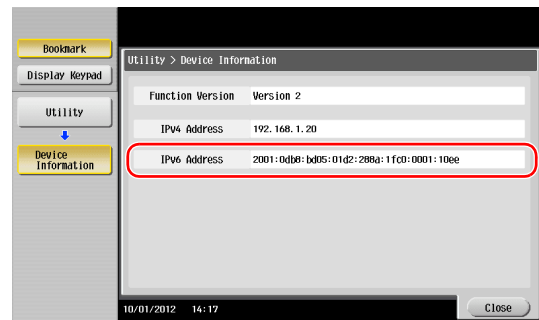 Bookmark
Display Keypad
Utility
Device
Information
Utility > Device Information
Function Version Version 2
IPv4 Address 192.168.1.20
IPv6 Address 2001:0db8:bd05:01d2:288a:1fc0:0001:10ee
10/01/2012 14:17
Close